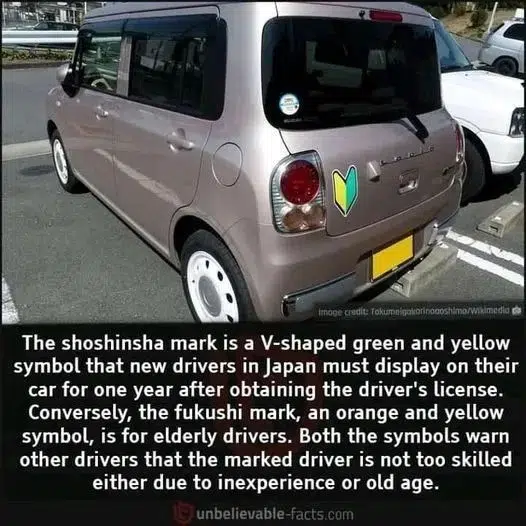 Lapin
Image credit: Tokumeigakarinoaoshima/Wikimedia
The shoshinsha mark is a V-shaped green and yellow
symbol that new drivers in Japan must display on their
car for one year after obtaining the driver's license.
Conversely, the fukushi mark, an orange and yellow
symbol, is for elderly drivers. Both the symbols warn
other drivers that the marked driver is not too skilled
either due to inexperience or old age.
unbelievable-facts.com